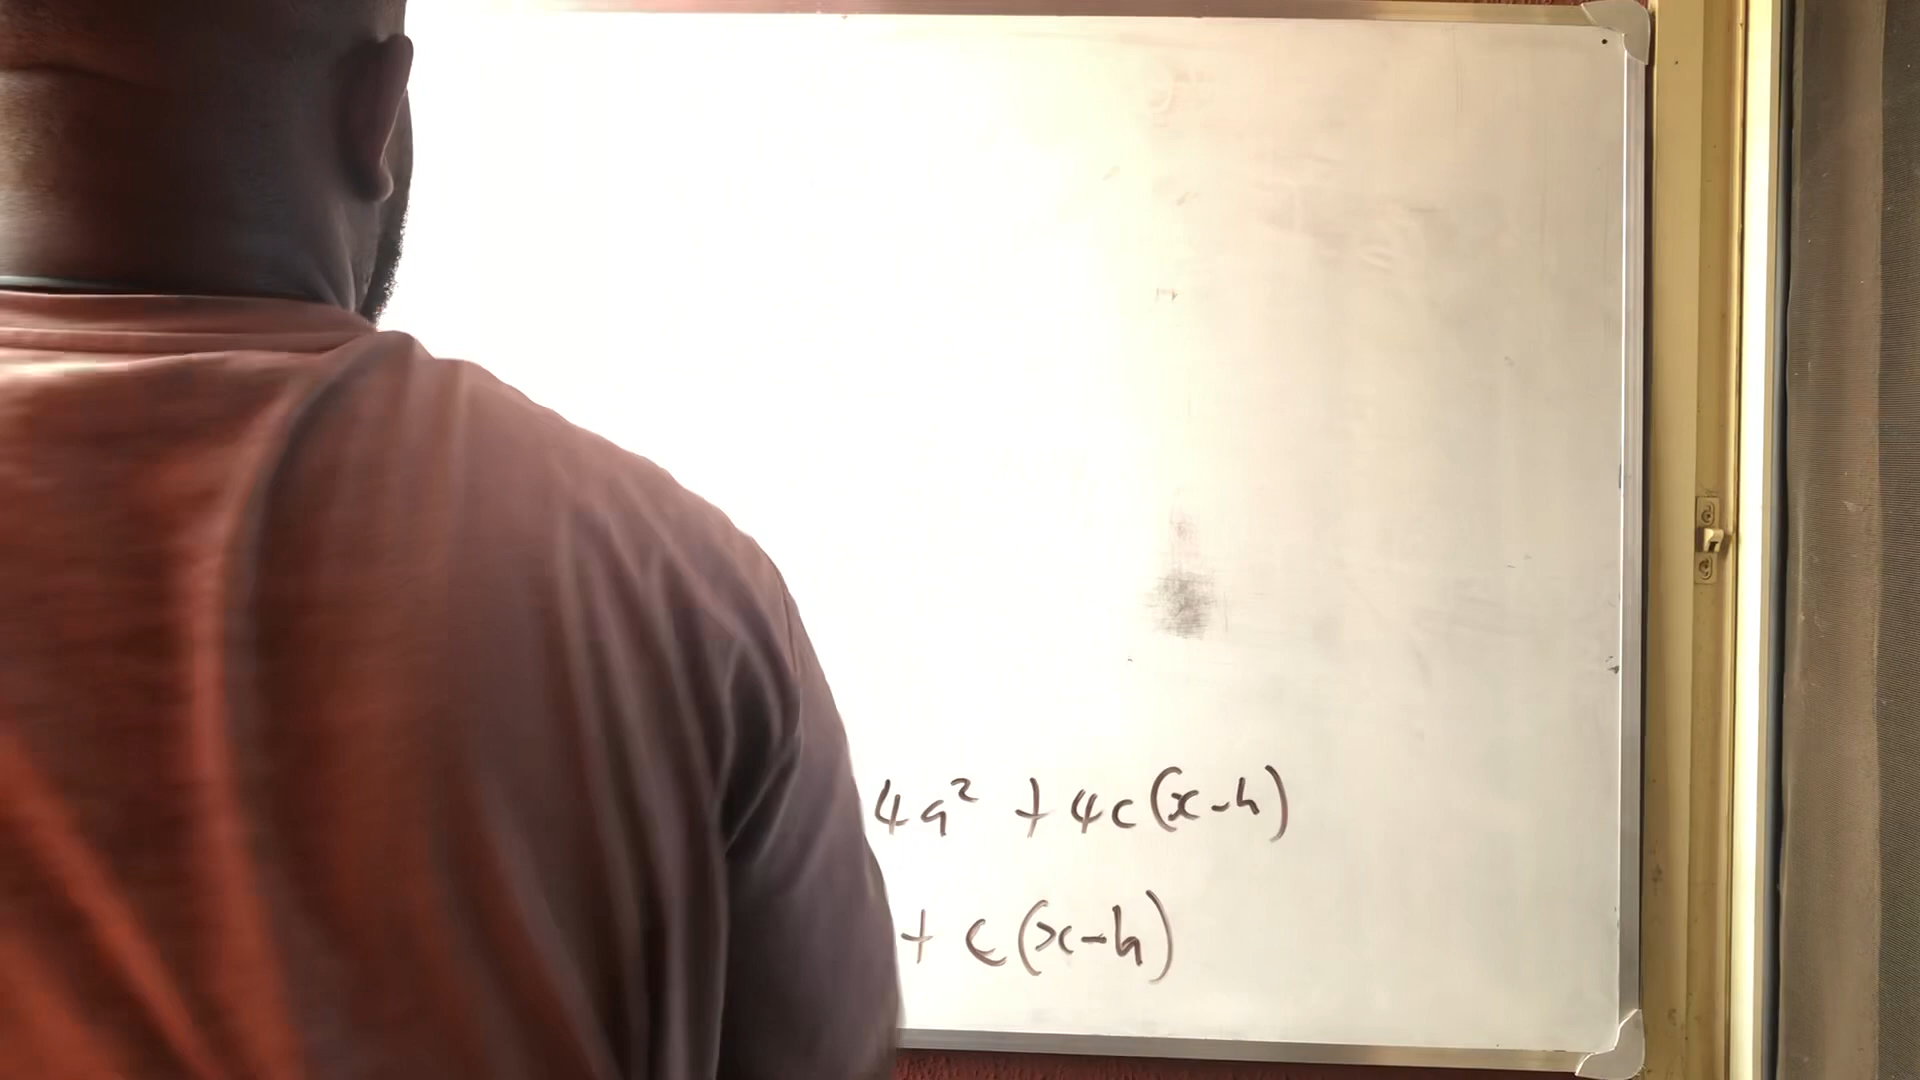 4a² + 4c(x-h)
+ c(x-h)